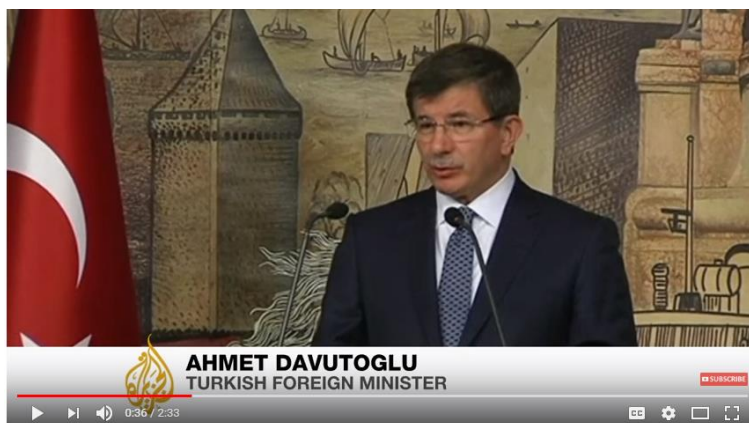 AHMET DAVUTOGLU
TURKISH FOREIGN MINISTER
SUBSCRIBE
0:36 / 2:33
CC